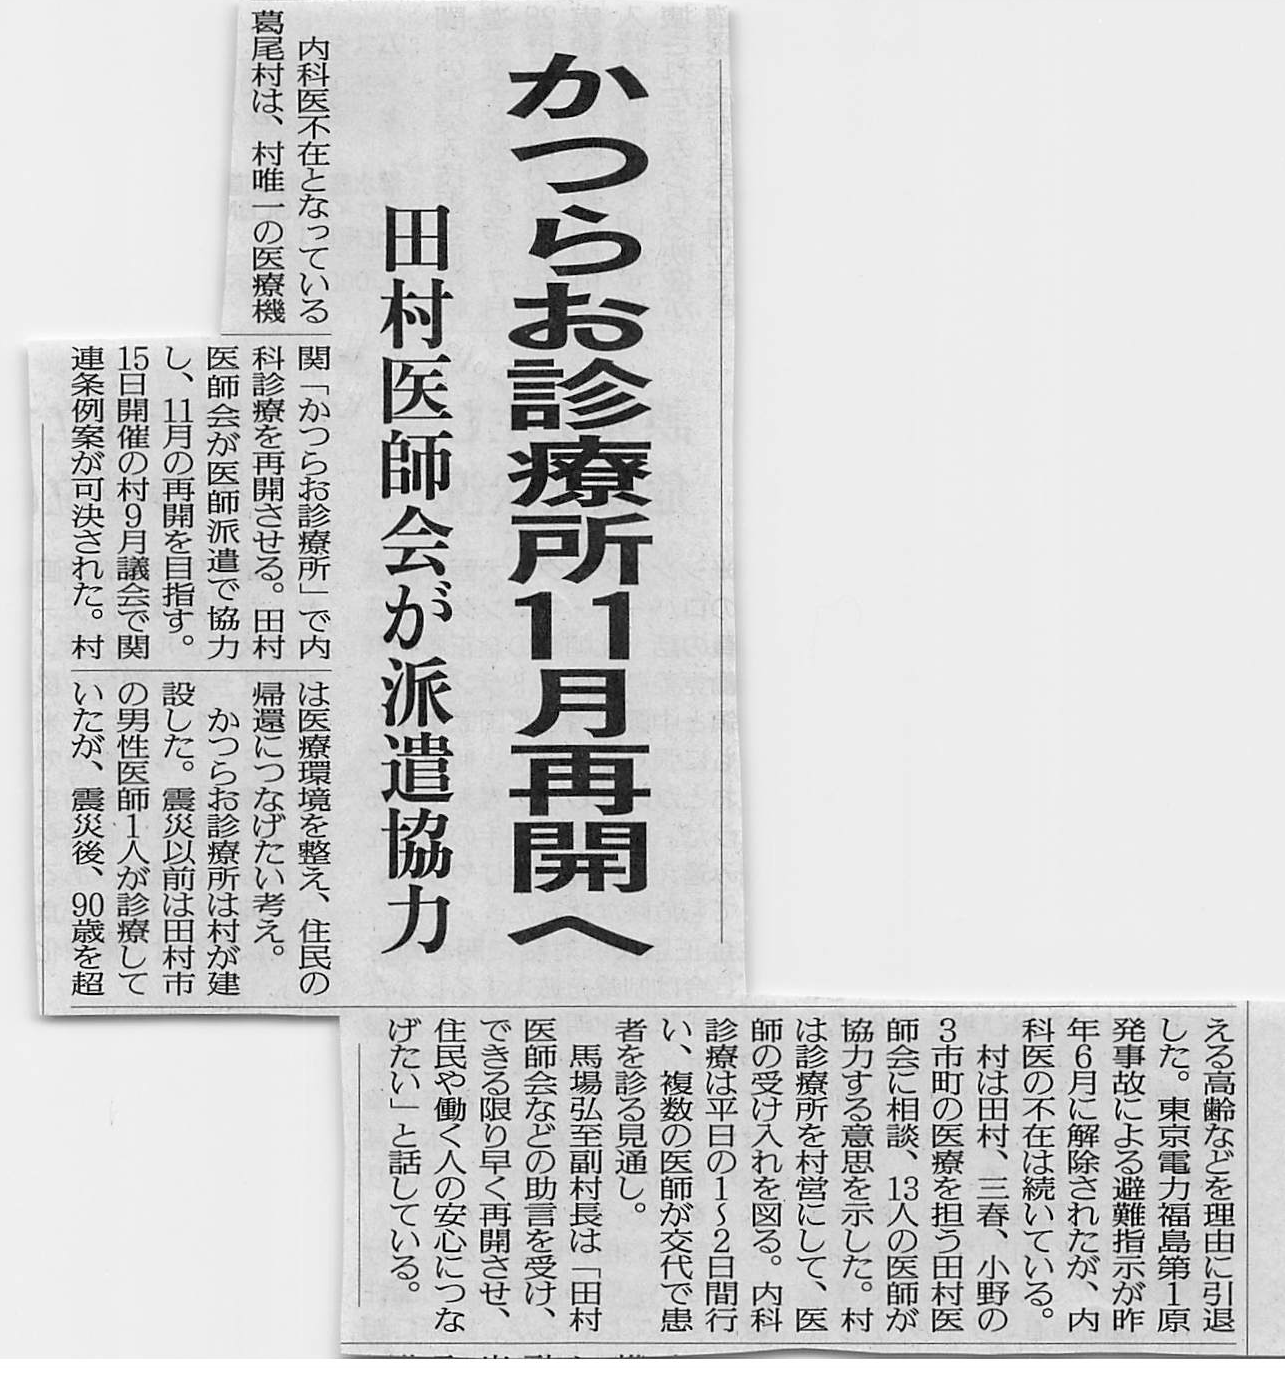 かつらお診療所11月再開へ
田村医師会が派遣協力
内科医不在となっている
葛尾村は、村唯一の医療機
関「かつらお診療所」で内
科診療を再開させる。田村
医師会が医師派遣で協力
し、11月の再開を目指す。
15日開催の村9月議会で関
連条例案が可決された。村
は医療環境を整え、住民の
帰還につなげたい考え。
かつらお診療所は村が建
設した。震災以前は田村市
の男性医師1人が診療して
いたが、震災後、90歳を超
える高齢などを理由に引退
した。東京電力福島第1原
発事故による避難指示が昨
年6月に解除されたが、内
科医の不在は続いている。
村は田村、三春、小野の
3市町の医療を担う田村医
師会に相談、13人の医師が
協力する意思を示した。村
は診療所を村営にして、医
師の受け入れを図る。内科
診療は平日の1~2日間行
い、複数の医師が交代で患
者を診る見通し。
馬場弘至副村長は「田村
医師会などの助言を受け、
できる限り早く再開させ、
住民や働く人の安心につな
げたい」と話している。